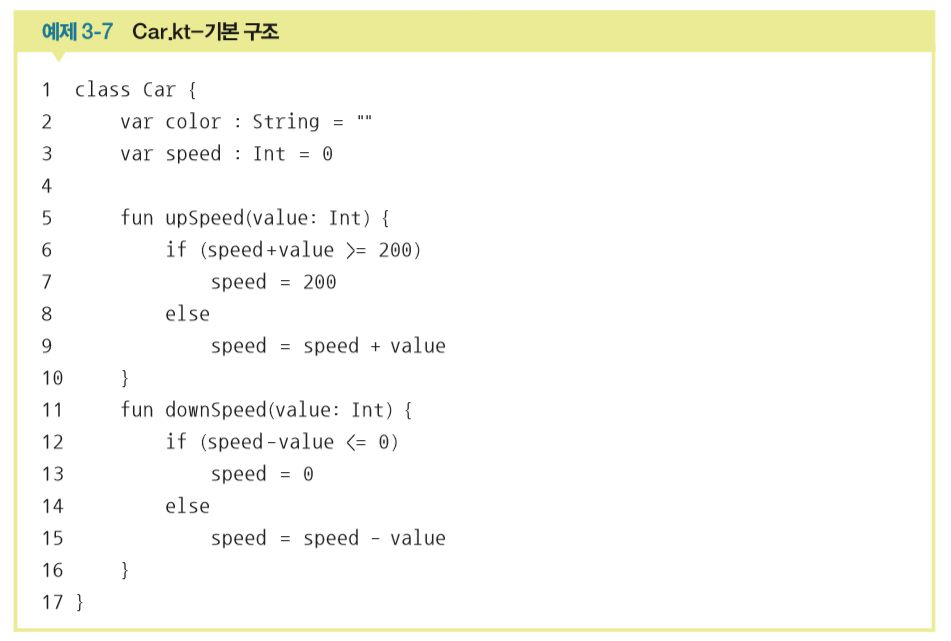 예제 3-7 Car.kt-기본 구조
1 class Car {
2     var color : String = ""
3     var speed : Int = 0
4
5     fun upSpeed(value: Int) {
6         if (speed+value >= 200)
7             speed = 200
8         else
9             speed = speed + value
10     }
11     fun downSpeed(value: Int) {
12         if (speed-value <= 0)
13             speed = 0
14         else
15             speed = speed - value
16     }
17 }